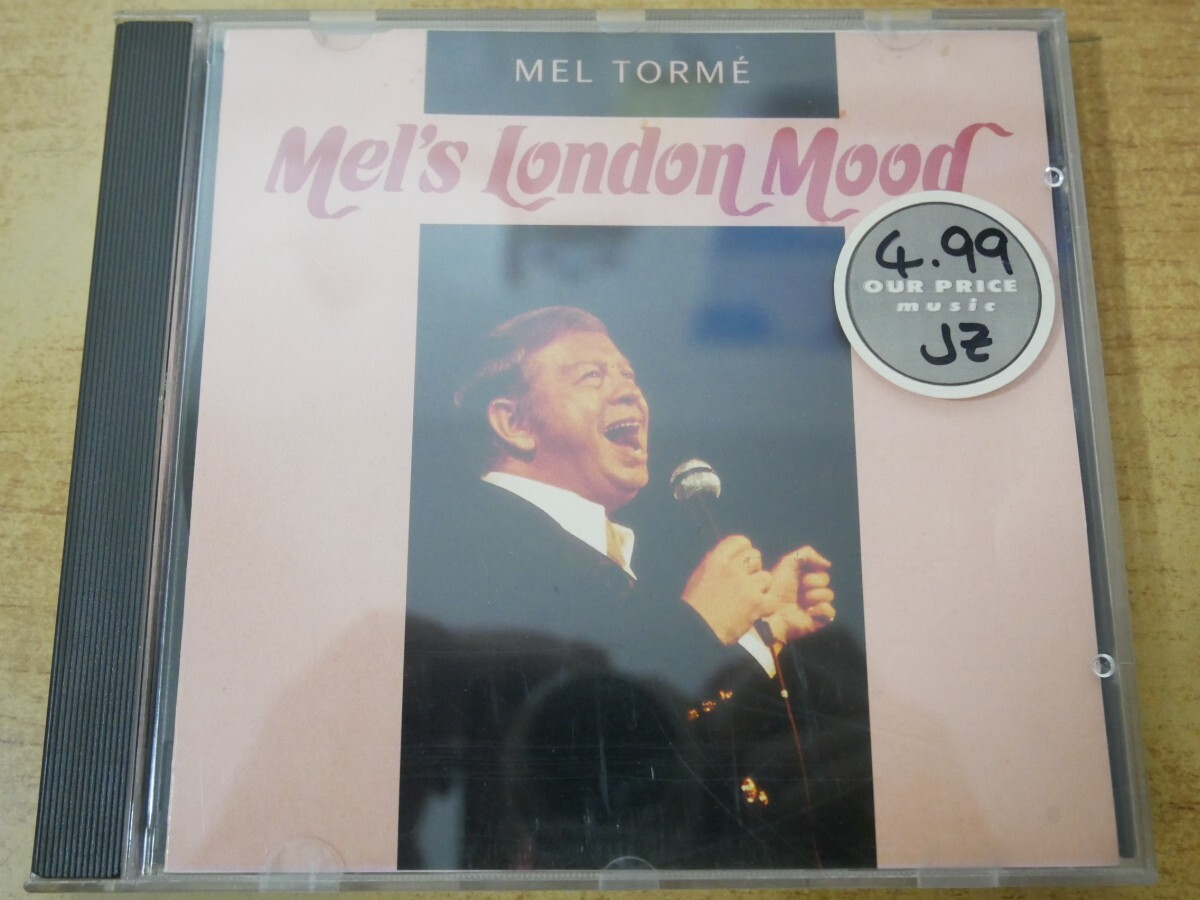 MEL TORMÉ
Mel's London Mood
4.99
OUR PRICE
music
JZ